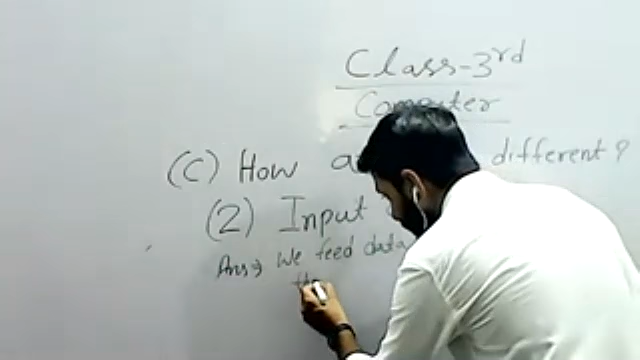 Class-3rd
Computer
(C) How different?
(2) Input
Ans⇒ We feed data